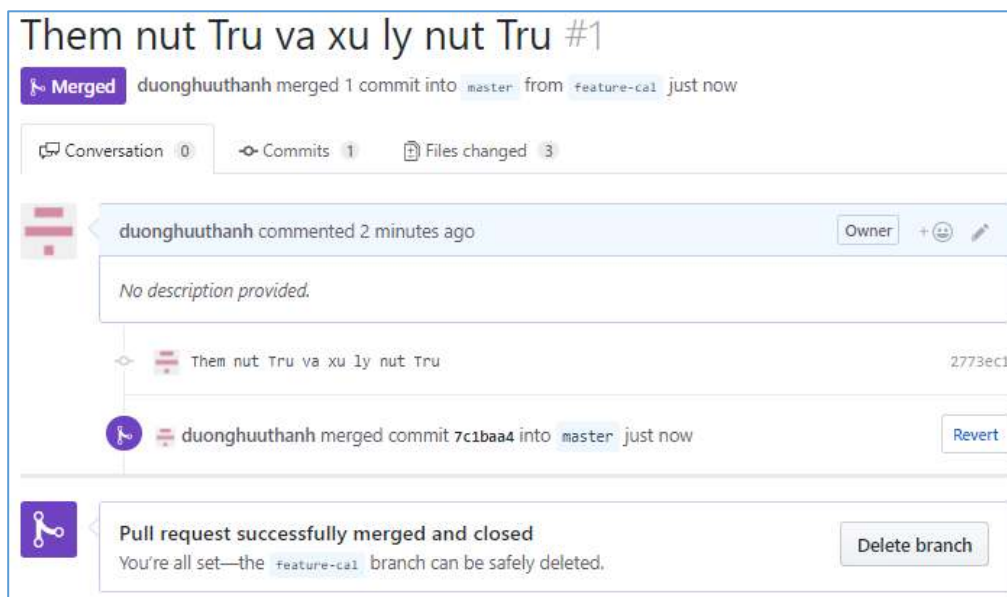 Them nut Tru va xu ly nut Tru #1
Merged duonghuuthanh merged 1 commit into master from feature-cal just now
Conversation 0 Commits 1 Files changed 3
duonghuuthanh commented 2 minutes ago Owner
No description provided.
Them nut Tru va xu ly nut Tru 2773ec1
duonghuuthanh merged commit 7c1baa4 into master just now Revert
Pull request successfully merged and closed
You're all set—the feature-cal branch can be safely deleted.
Delete branch